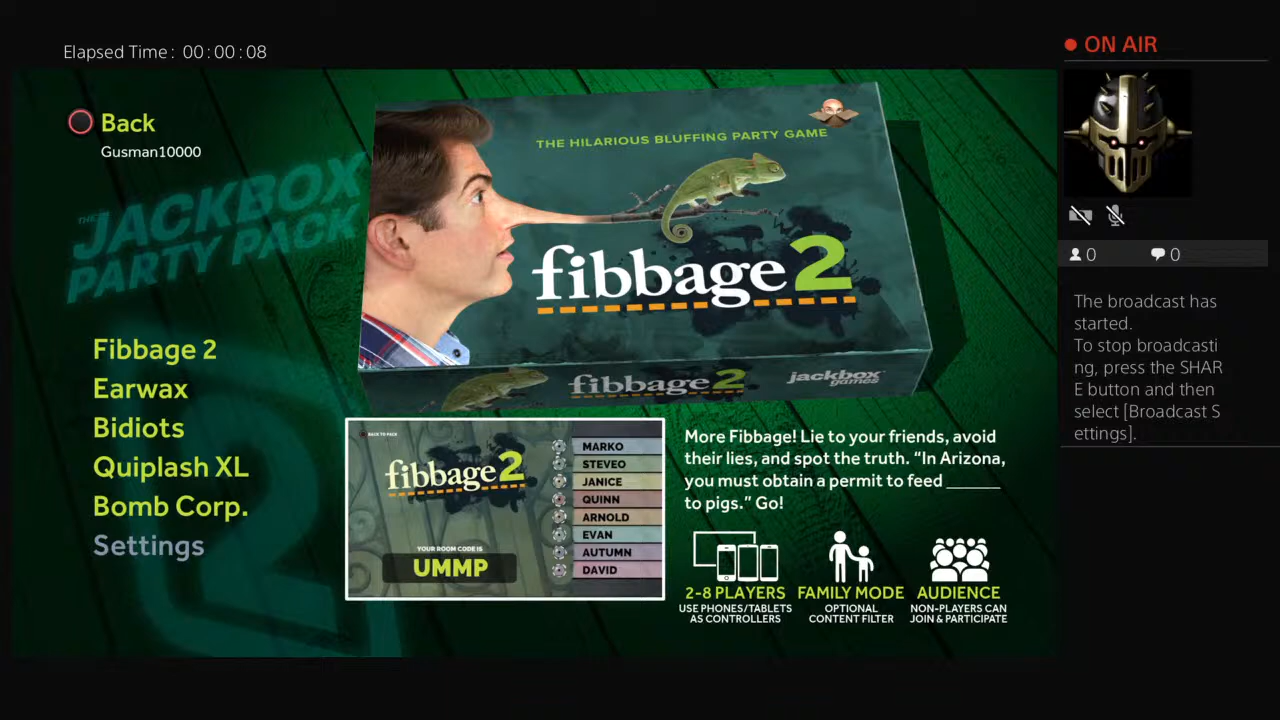 Elapsed Time: 00:00:08
ON AIR
Back
Gusman10000
THE
JACKBOX
PARTY PACK
THE HILARIOUS BLUFFING PARTY GAME
fibbage 2
fibbage 2
jackbox
games
Fibbage 2
Earwax
Bidiots
Quiplash XL
Bomb Corp.
Settings
BACK TO PACK
fibbage 2
YOUR ROOM CODE IS
UMMP
MARKO
STEVEO
JANICE
QUINN
ARNOLD
EVAN
AUTUMN
DAVID
More Fibbage! Lie to your friends, avoid
their lies, and spot the truth. “In Arizona,
you must obtain a permit to feed ______
to pigs.” Go!
2-8 PLAYERS
USE PHONES/TABLETS
AS CONTROLLERS
FAMILY MODE
OPTIONAL
CONTENT FILTER
AUDIENCE
NON-PLAYERS CAN
JOIN & PARTICIPATE
0
0
The broadcast has
started.
To stop broadcasti
ng, press the SHAR
E button and then
select [Broadcast S
ettings].